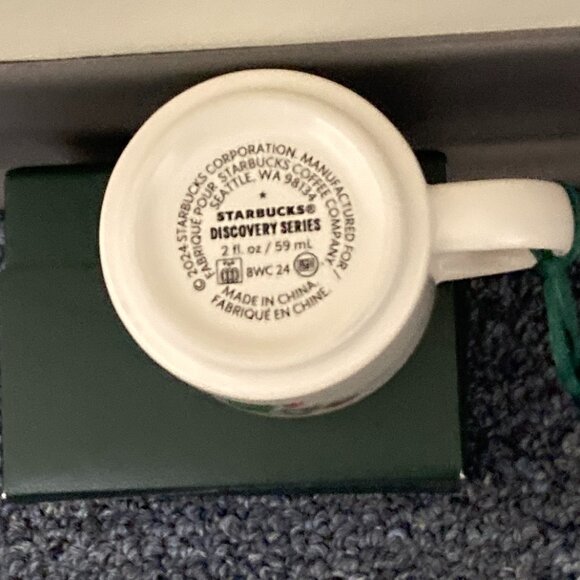 © 2024 STARBUCKS CORPORATION. MANUFACTURED FOR /
FABRIQUÉ POUR STARBUCKS COFFEE COMPANY,
SEATTLE, WA 98134
★
STARBUCKS®
DISCOVERY SERIES
2 fl. oz / 59 mL
8WC 24
MADE IN CHINA.
FABRIQUÉ EN CHINE.